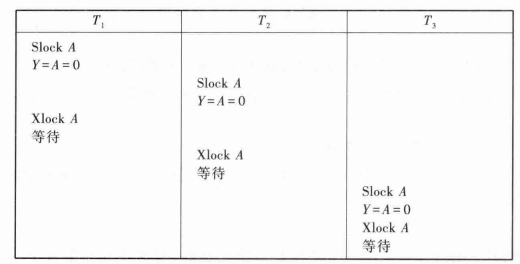 T₁ T₂ T₃
Slock A
Y=A=0
Slock A
Y=A=0
Xlock A
等待
Xlock A
等待
Slock A
Y=A=0
Xlock A
等待